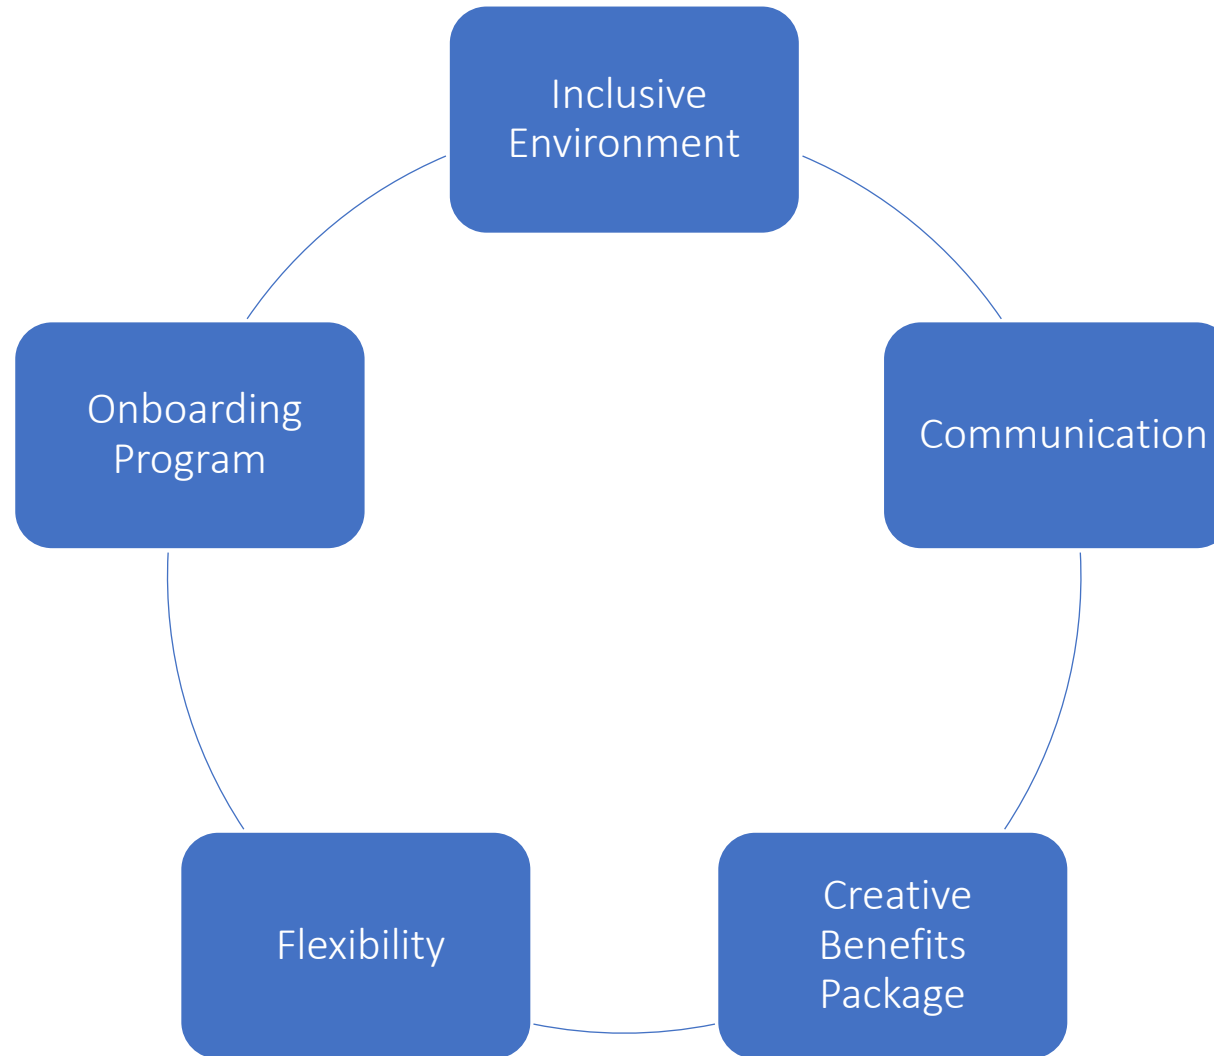 Inclusive
Environment
Communication
Creative
Benefits
Package
Flexibility
Onboarding
Program